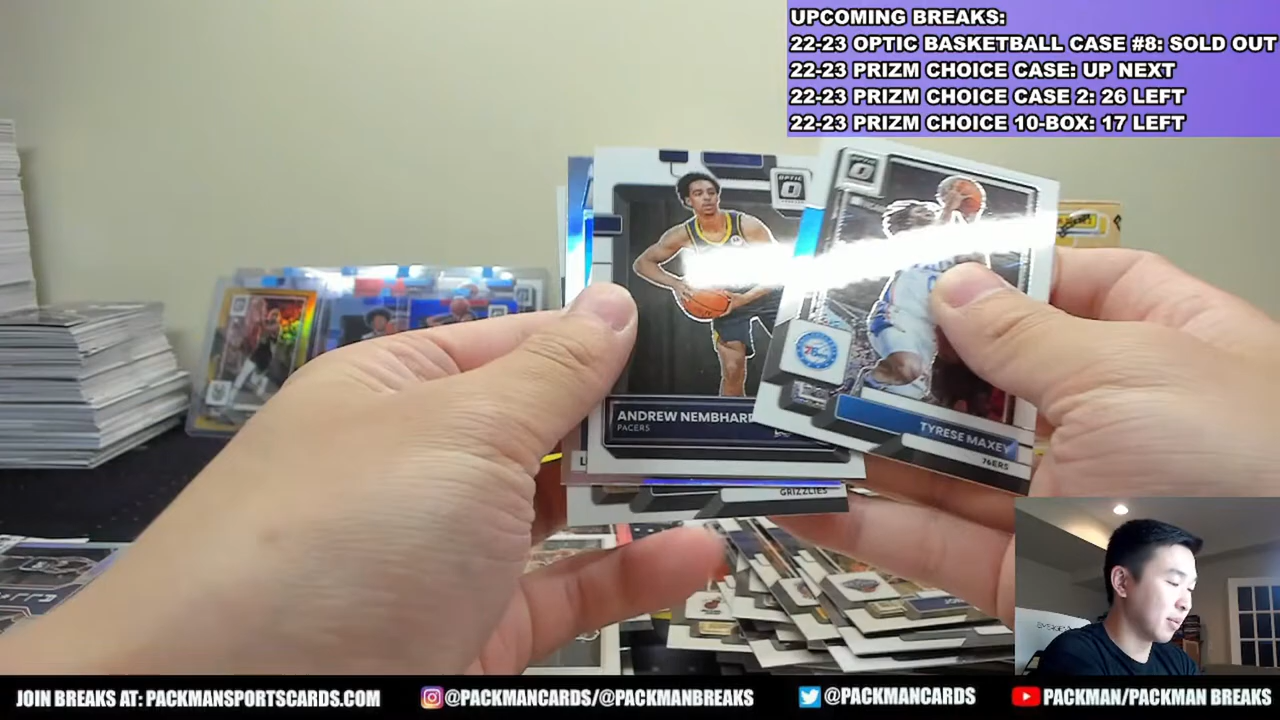 UPCOMING BREAKS:
22-23 OPTIC BASKETBALL CASE #8: SOLD OUT
22-23 PRIZM CHOICE CASE: UP NEXT
22-23 PRIZM CHOICE CASE 2: 26 LEFT
22-23 PRIZM CHOICE 10-BOX: 17 LEFT
OPTIC
ANDREW NEMBHAR
PACERS
TYRESE MAXEY
76ERS
GRIZZLIES
JOIN BREAKS AT: PACKMANSPORTSCARDS.COM
@PACKMANCARDS/@PACKMANBREAKS
@PACKMANCARDS
PACKMAN/PACKMAN BREAKS